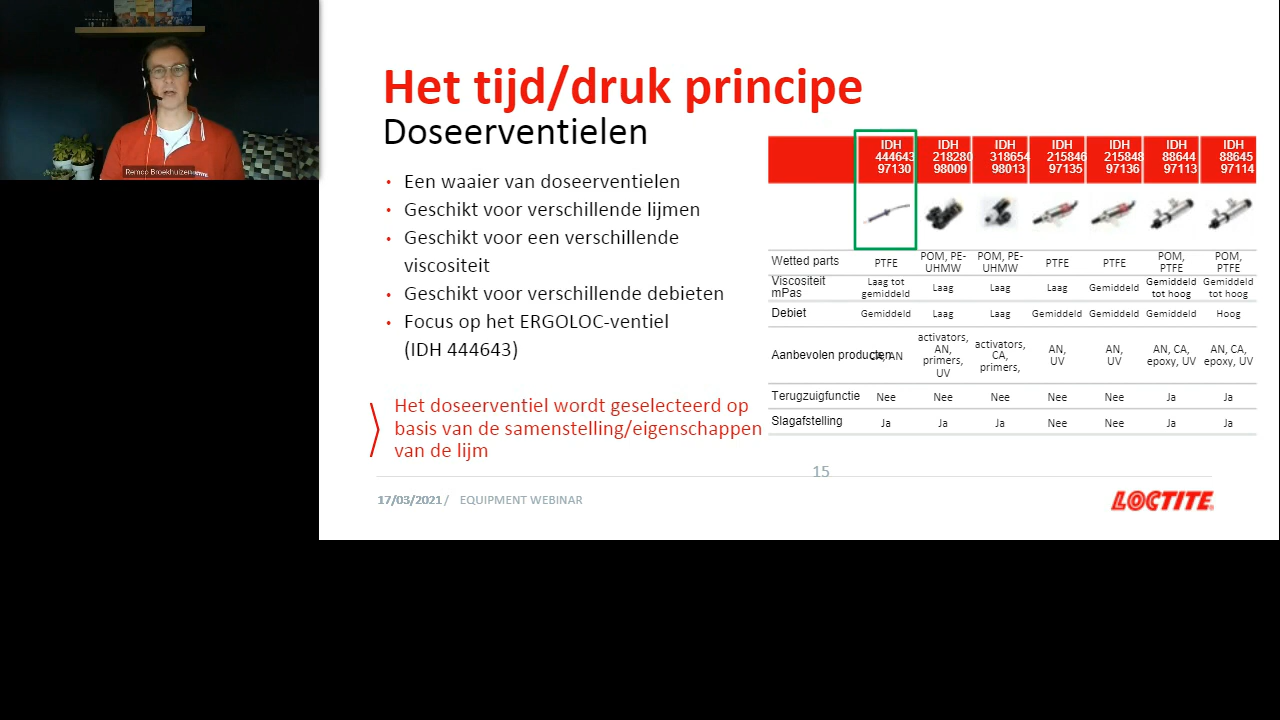 Remco Broekhuizen
Het tijd/druk principe
Doseerventielen
• Een waaier van doseerventielen
• Geschikt voor verschillende lijmen
• Geschikt voor een verschillende
viscositeit
• Geschikt voor verschillende debieten
• Focus op het ERGOLOC-ventiel
(IDH 444643)
Het doseerventiel wordt geselecteerd op
basis van de samenstelling/eigenschappen
van de lijm
IDH 444643 97130 IDH 218280 98009 IDH 318654 98013 IDH 215846 97135 IDH 215848 97136 IDH 88644 97113 IDH 88645 97114
Wetted parts PTFE POM, PE-UHMW POM, PE-UHMW PTFE PTFE POM, PTFE POM, PTFE
Viscositeit mPas Laag tot gemiddeld Laag Laag Laag Gemiddeld Gemiddeld tot hoog Gemiddeld tot hoog
Debiet Gemiddeld Laag Laag Gemiddeld Gemiddeld Gemiddeld Hoog
Aanbevolen producten CA, AN activators, AN, primers, UV activators, CA, primers, AN, UV AN, UV AN, CA, epoxy, UV AN, CA, epoxy, UV
Terugzuigfunctie Nee Nee Nee Nee Nee Ja Ja
Slagafstelling Ja Ja Ja Nee Nee Ja Ja
15
17/03/2021 / EQUIPMENT WEBINAR
LOCTITE